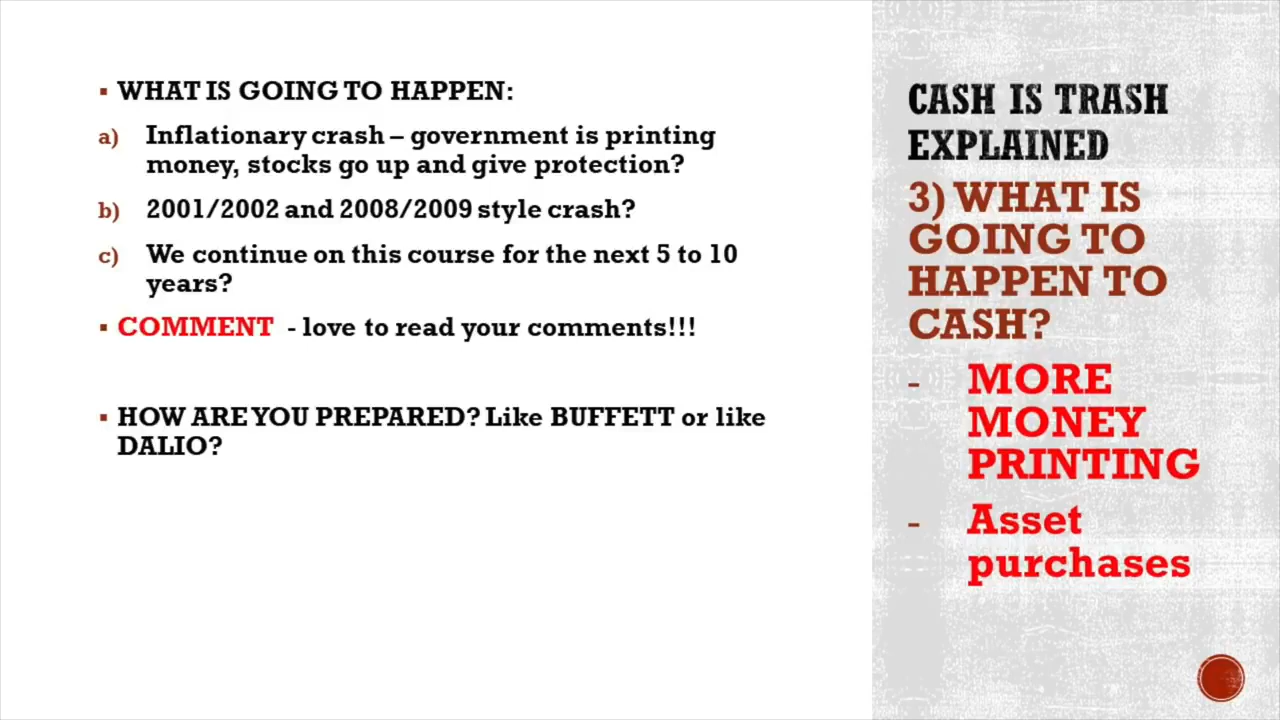 ▪ WHAT IS GOING TO HAPPEN:
a) Inflationary crash – government is printing
money, stocks go up and give protection?
b) 2001/2002 and 2008/2009 style crash?
c) We continue on this course for the next 5 to 10
years?
▪ COMMENT - love to read your comments!!!
▪ HOW ARE YOU PREPARED? Like BUFFETT or like
DALIO?
CASH IS TRASH
EXPLAINED
3) WHAT IS
GOING TO
HAPPEN TO
CASH?
- MORE
MONEY
PRINTING
- Asset
purchases